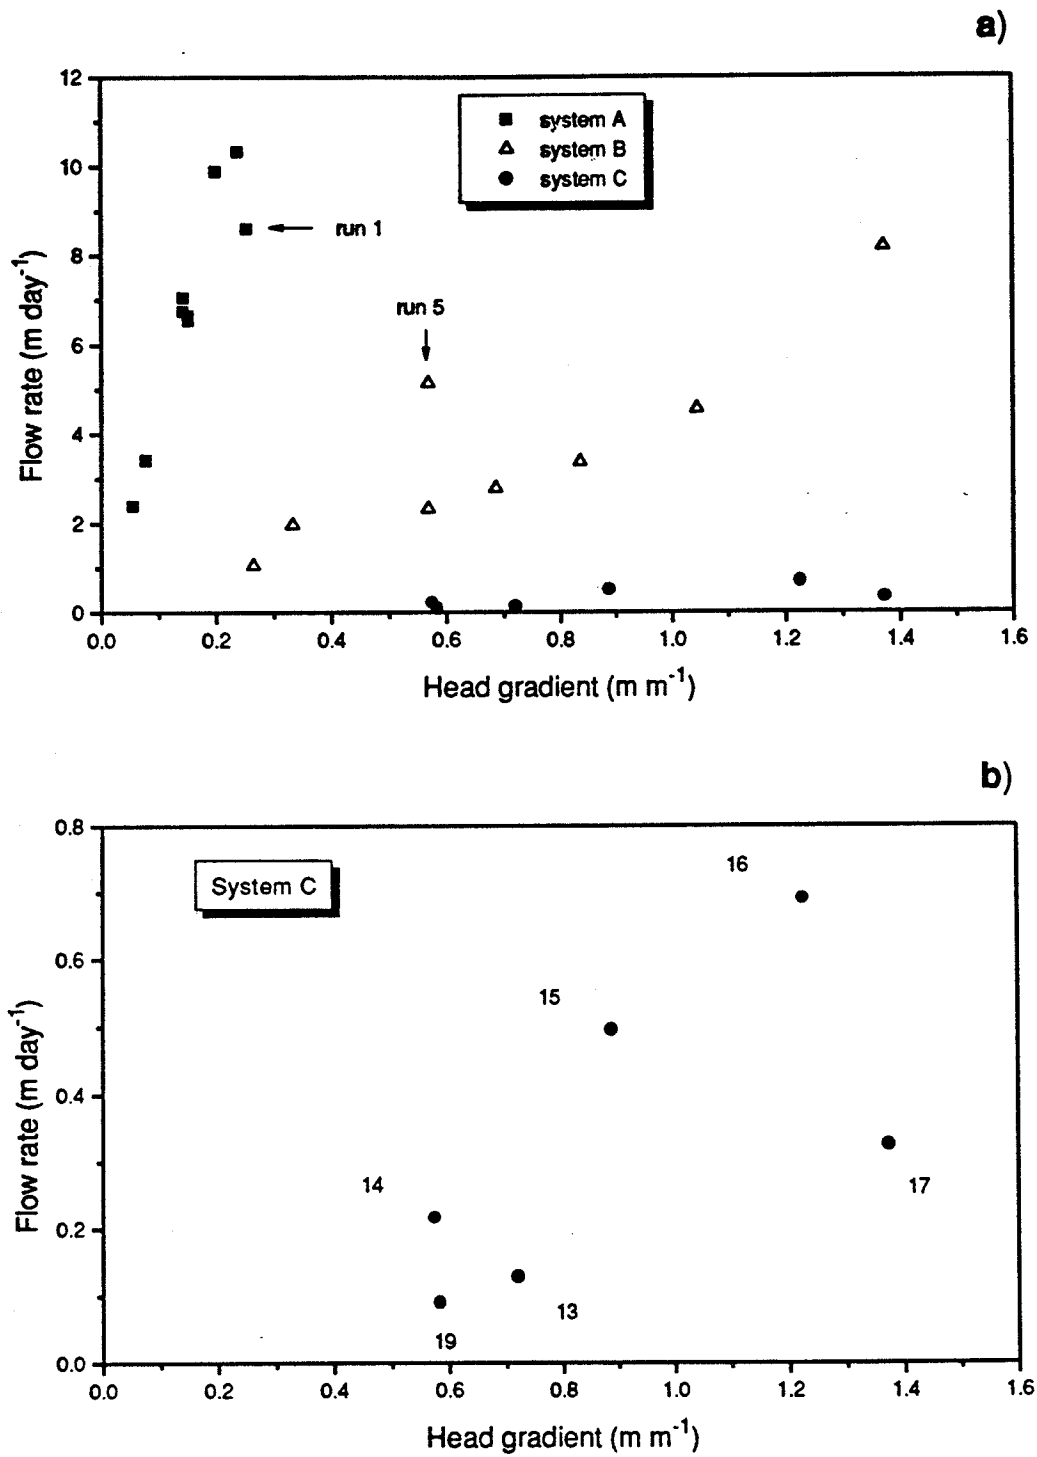 a)
12
10
8
6
4
2
0
Flow rate (m day⁻¹)
system A
system B
system C
run 1
run 5
0.0 0.2 0.4 0.6 0.8 1.0 1.2 1.4 1.6
Head gradient (m m⁻¹)
b)
0.8
0.6
0.4
0.2
0.0
Flow rate (m day⁻¹)
System C
16
15
14
17
13
19
0.0 0.2 0.4 0.6 0.8 1.0 1.2 1.4 1.6
Head gradient (m m⁻¹)